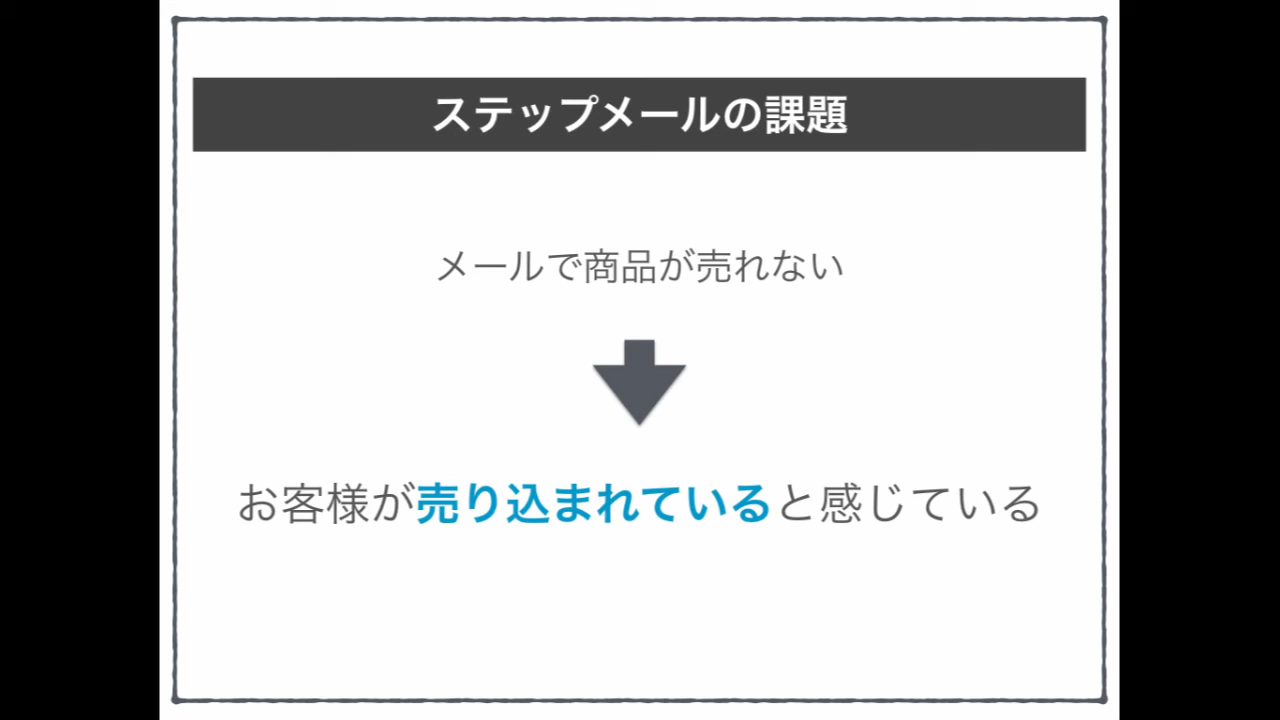 ステップメールの課題
メールで商品が売れない
お客様が売り込まれていると感じている